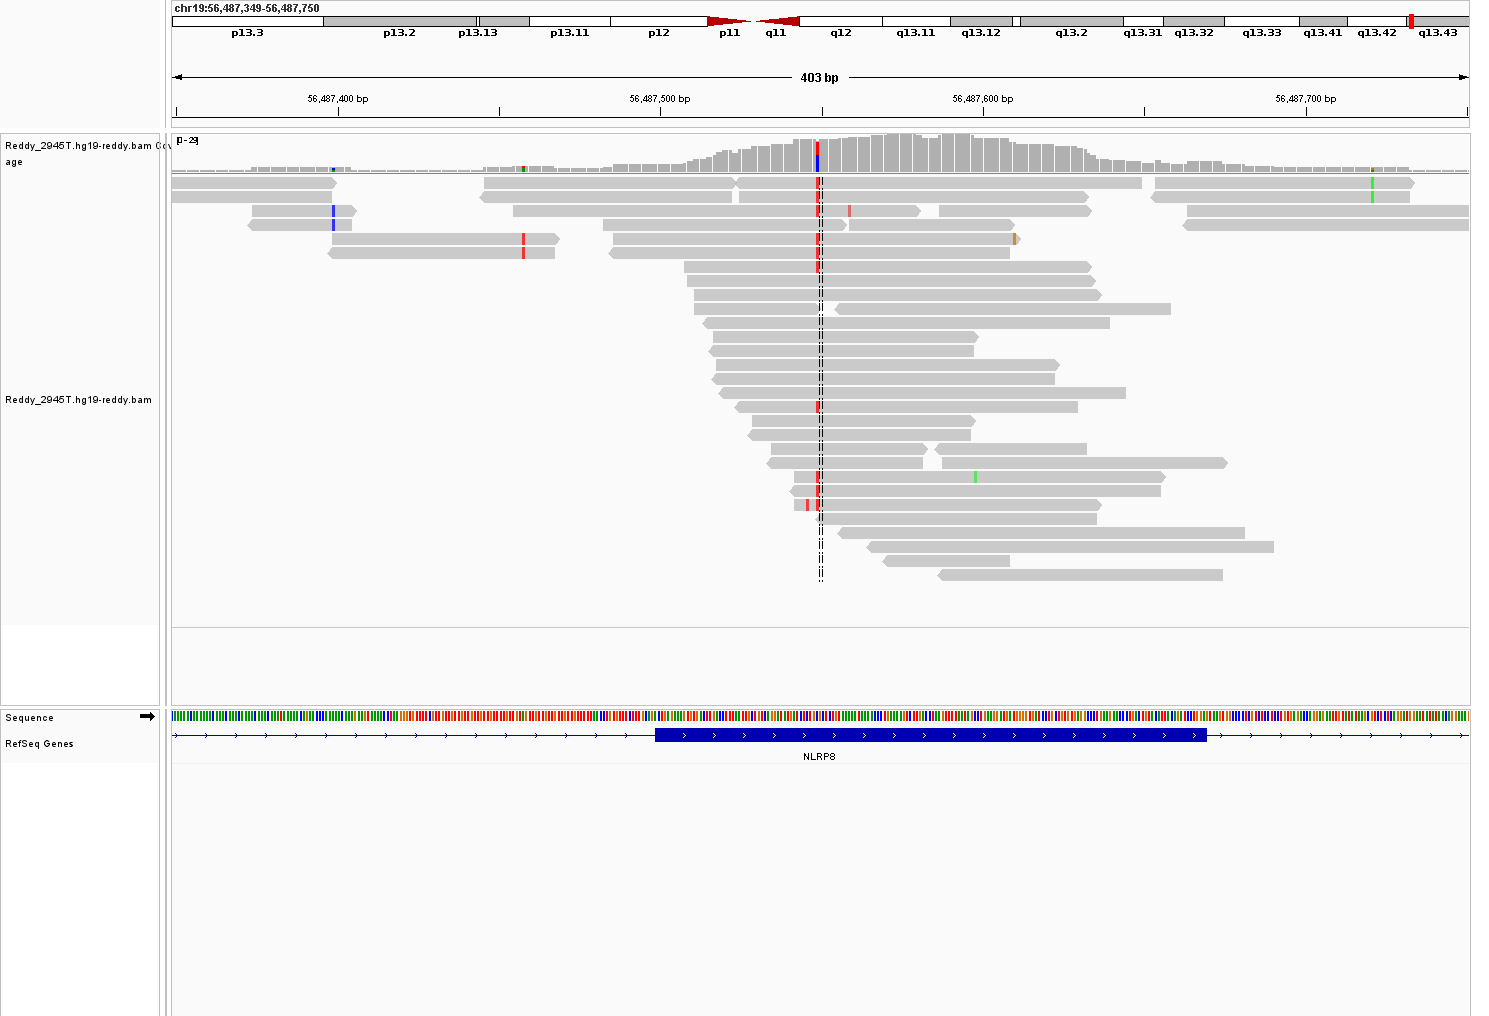 chr19:56,487,349-56,487,750
p13.3 p13.2 p13.13 p13.11 p12 p11 q11 q12 q13.11 q13.12 q13.2 q13.31 q13.32 q13.33 q13.41 q13.42 q13.43
403 bp
56,487,400 bp 56,487,500 bp 56,487,600 bp 56,487,700 bp
[0-29]
Reddy_2945T.hg19-reddy.bam Cov
age
Reddy_2945T.hg19-reddy.bam
Sequence
RefSeq Genes
NLRP8